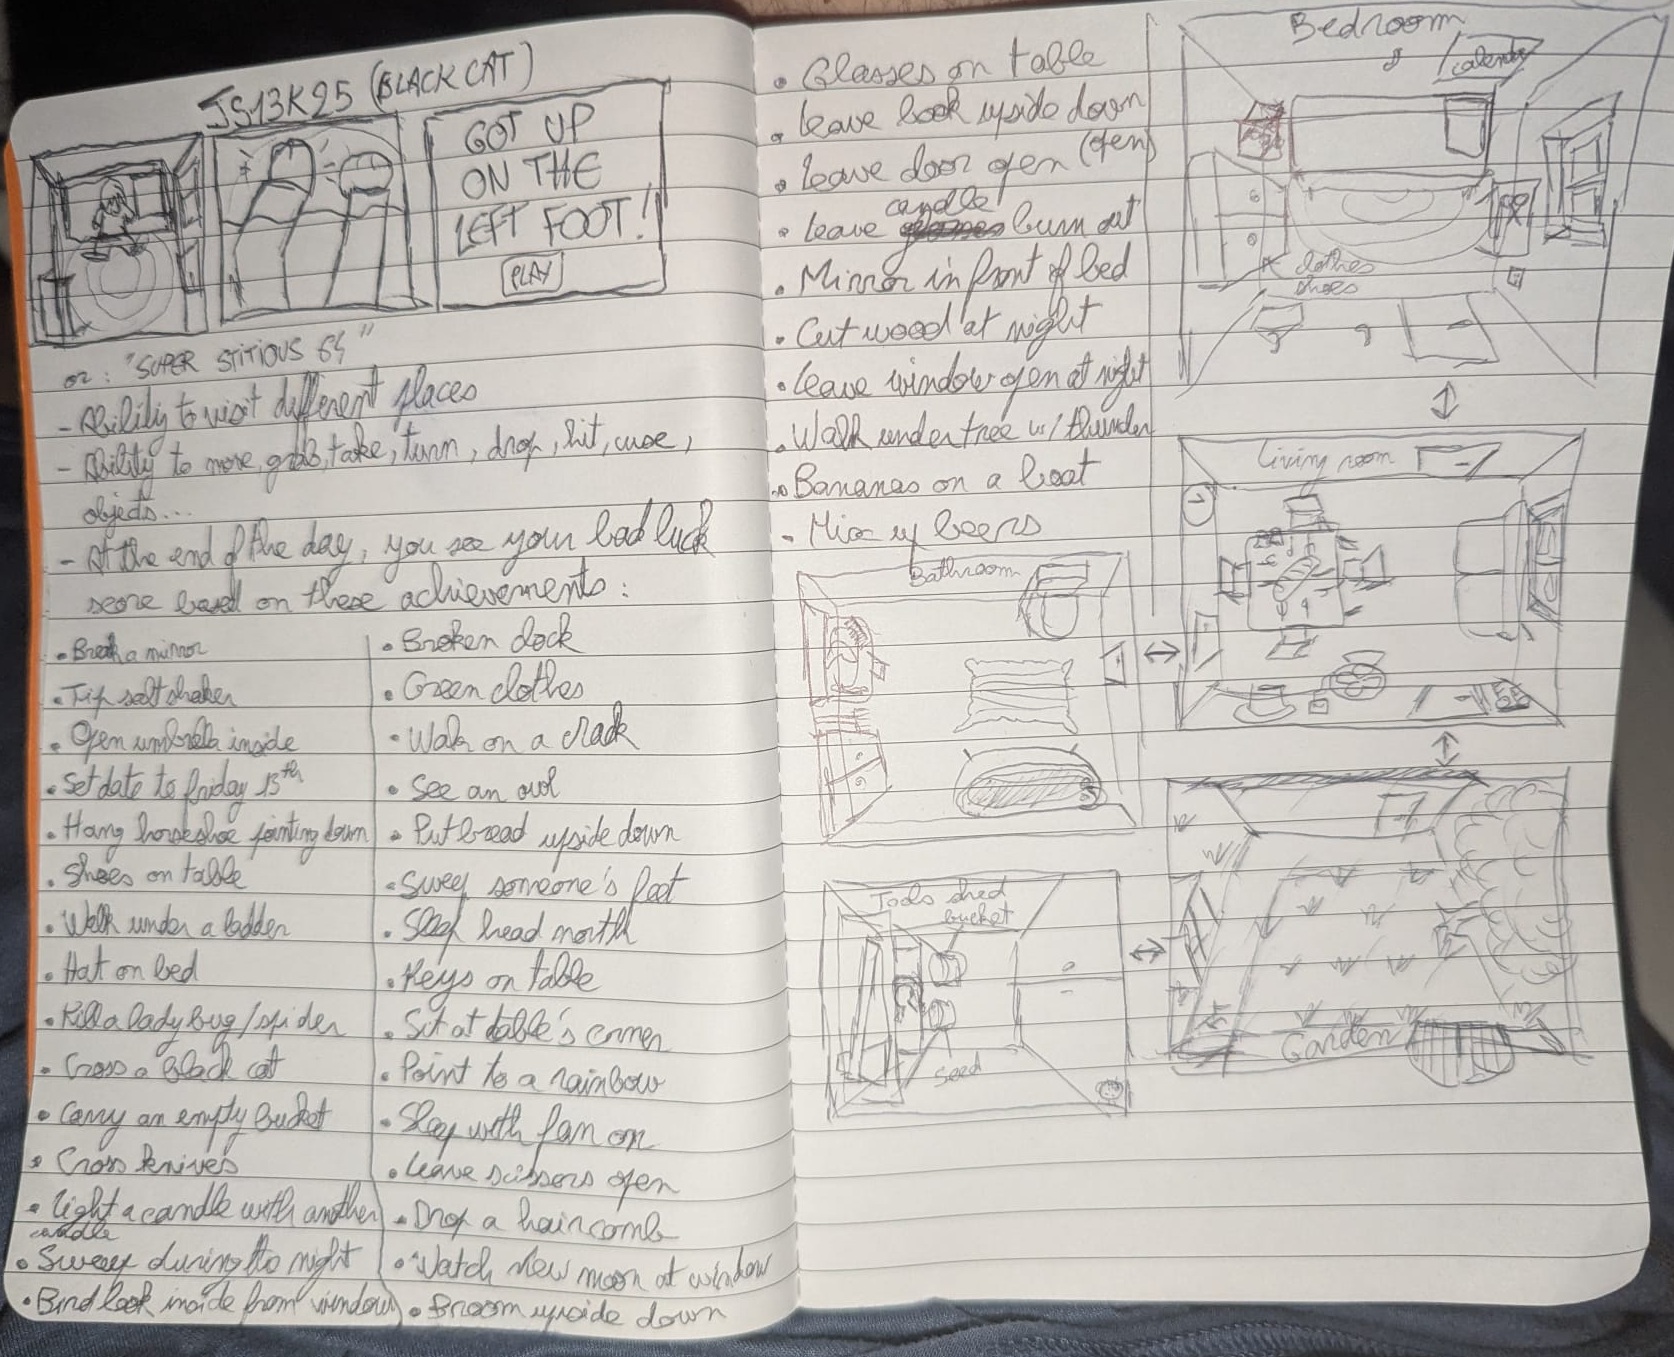 JS13K25 (BLACK CAT)
GOT UP
ON THE
LEFT FOOT!
PLAY
or: "SUPER STITIOUS 64"
- Ability to visit different places
- Ability to move, grab, take, turn, drop, hit, use,
objects...
- At the end of the day, you see your bad luck
score based on these achievements:
• Break a mirror
• Tip salt shaker
• Open umbrela inside
• Set date to friday 13th
• Hang horseshoe pointing down
• Shoes on table
• Walk under a ladder
• Hat on bed
• Kill a lady bug/spider
• Cross a black cat
• Carry an empty bucket
• Cross knives
• light a candle with another
candle
• Sweep during the night
• Bird look inside from window
• Broken clock
• Green clothes
• Walk on a crack
• See an owl
• Put bread upside down
• Sweep someone's feet
• Sleep head north
• Keys on table
• Sit at table's corner
• Point to a rainbow
• Sleep with fan on
• leave scissors open
• Drop a hair comb
• Watch new moon at window
• Broom upside down
• Glasses on table
• leave book upside down
(open)
• leave door open
candle
• leave burn out
• Mirror in front of bed
• Cut wood at night
• leave window open at night
• Walk under tree w/ thunder
• Bananas on a boat
- Mix up beers
Bedroom
calendar
clothes
shoes
Living room
Bathroom
Tools shed
bucket
seed
Garden